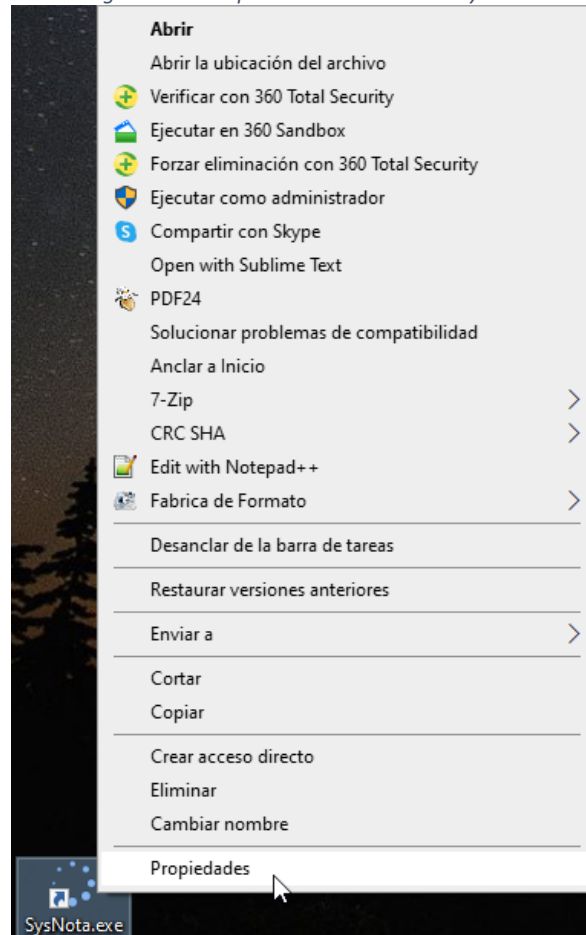 Abrir
Abrir la ubicación del archivo
Verificar con 360 Total Security
Ejecutar en 360 Sandbox
Forzar eliminación con 360 Total Security
Ejecutar como administrador
Compartir con Skype
Open with Sublime Text
PDF24
Solucionar problemas de compatibilidad
Anclar a Inicio
7-Zip
CRC SHA
Edit with Notepad++
Fabrica de Formato
Desanclar de la barra de tareas
Restaurar versiones anteriores
Enviar a
Cortar
Copiar
Crear acceso directo
Eliminar
Cambiar nombre
Propiedades
SysNota.exe